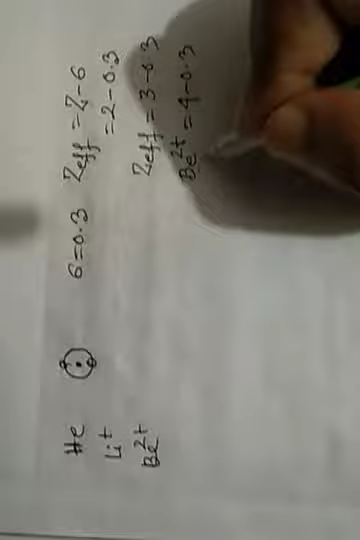 He σ=0.3 Zeff = Z-σ
= 2-0.3
Li+ Zeff = 3-0.3
Be2+ Be2+ = 4-0.3